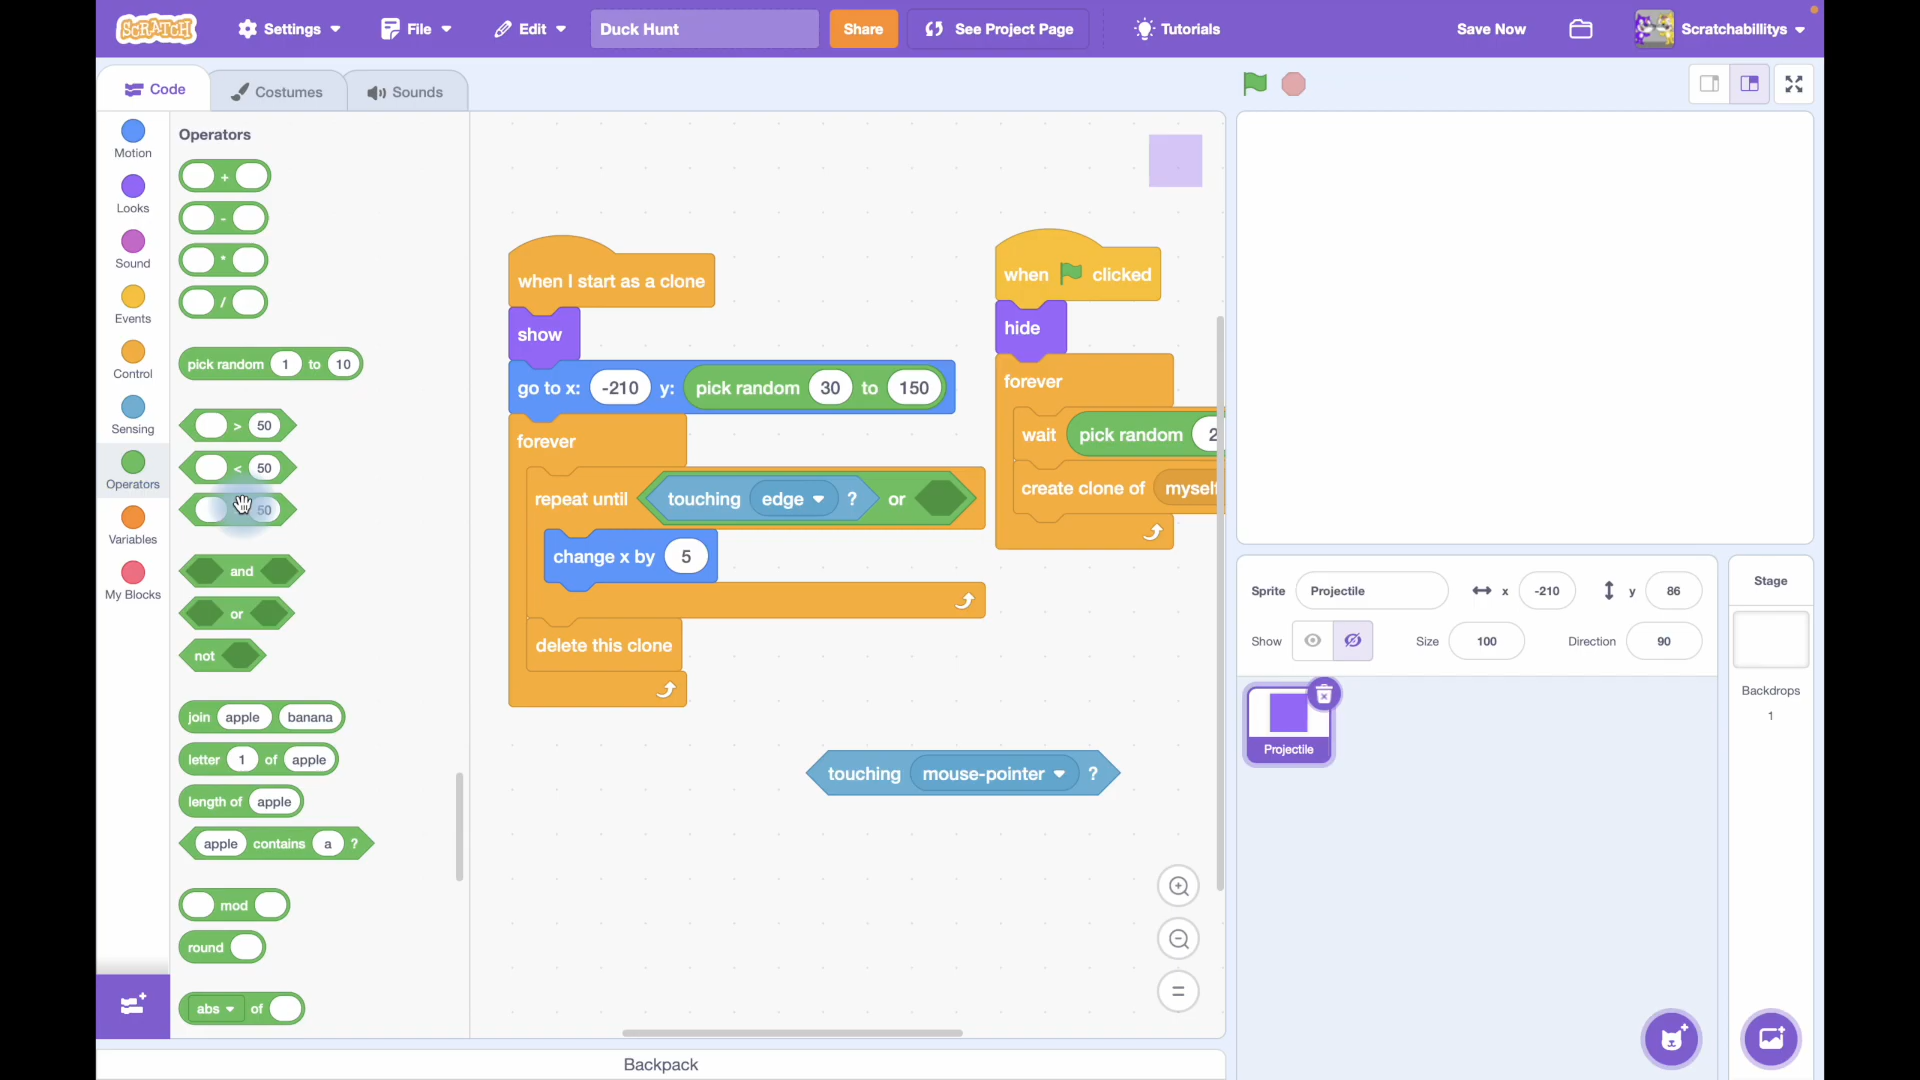 SCRATCH
Settings
File
Edit
Duck Hunt
Share
See Project Page
Tutorials
Save Now
Scratchabillitys
Code
Costumes
Sounds
Motion
Looks
Sound
Events
Control
Sensing
Operators
Variables
My Blocks
Operators
+
-
*
/
pick random 1 to 10
> 50
< 50
50
and
or
not
join apple banana
letter 1 of apple
length of apple
apple contains a ?
mod
round
abs of
when I start as a clone
show
go to x: -210 y: pick random 30 to 150
forever
repeat until touching edge ? or
change x by 5
delete this clone
when clicked
hide
forever
wait pick random 2
create clone of myself
touching mouse-pointer ?
Backpack
Sprite Projectile x -210 y 86
Show Size 100 Direction 90
Projectile
Stage
Backdrops
1